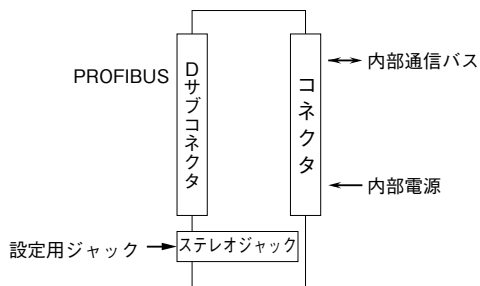 PROFIBUS
Dサブコネクタ
コネクタ
内部通信バス
内部電源
設定用ジャック
ステレオジャック